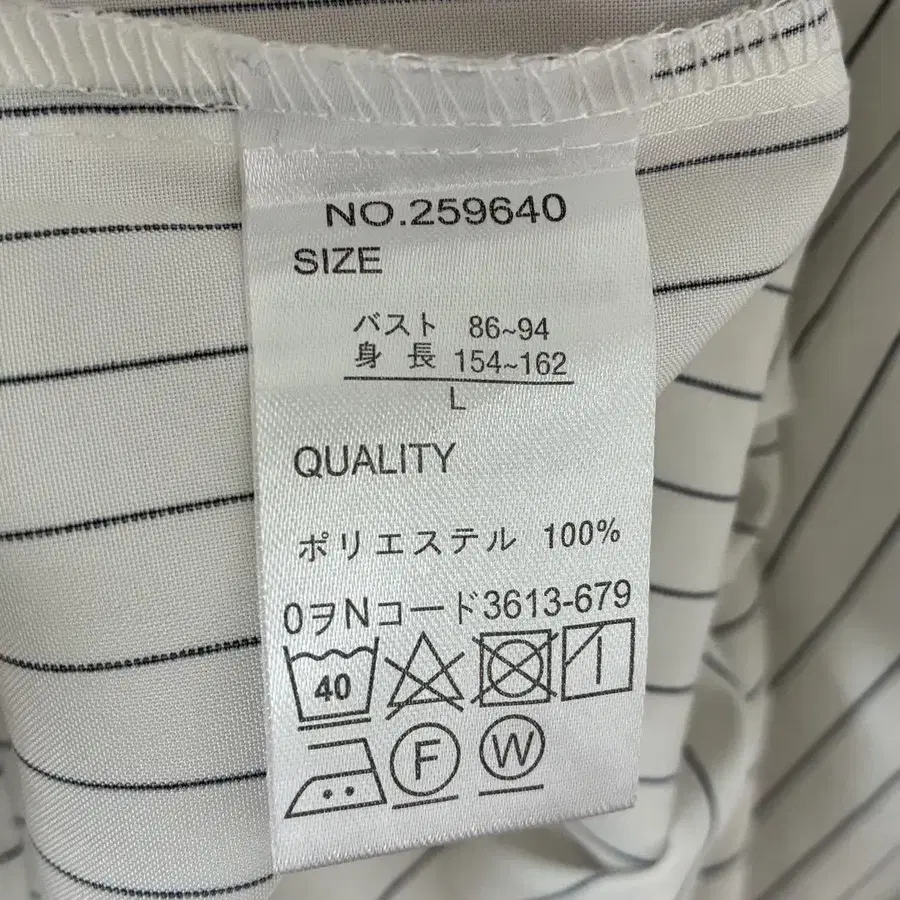 NO.259640
SIZE
バスト 86~94
身 長 154~162
L
QUALITY
ポリエステル 100%
0ヲNコード3613-679
40
F W